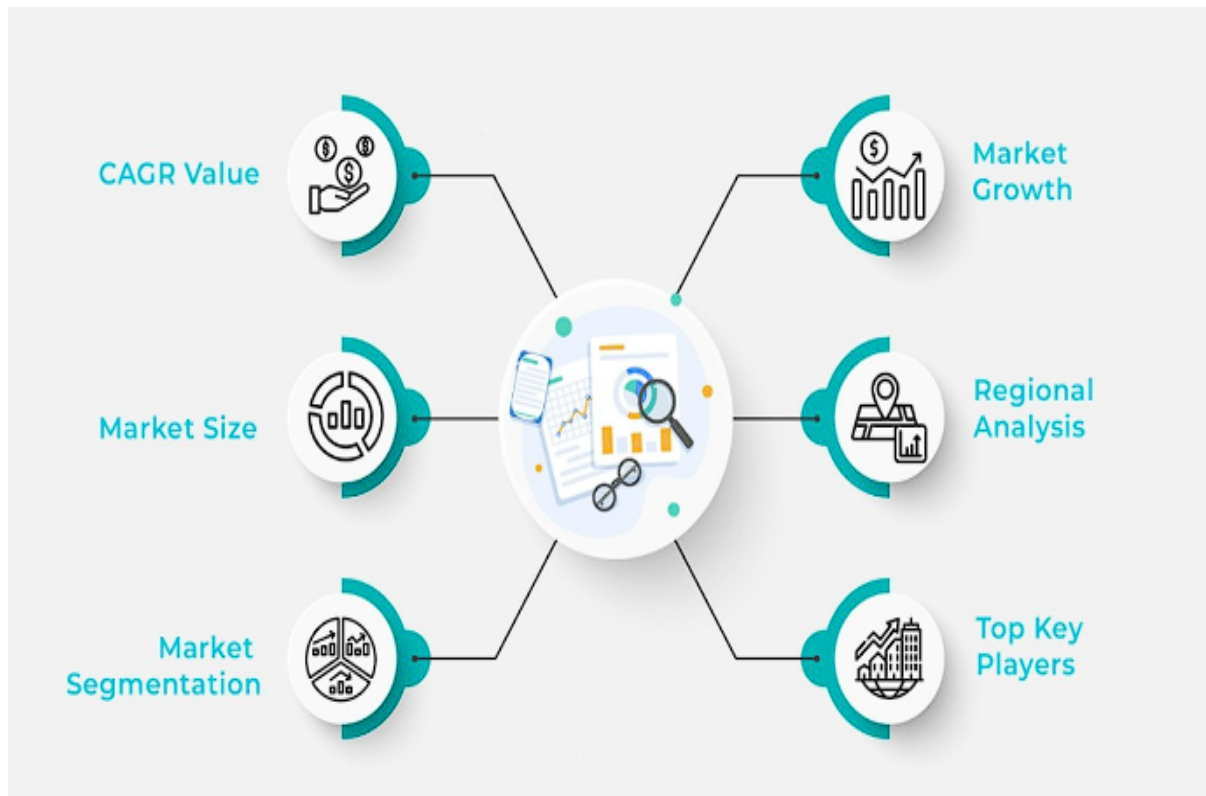 CAGR Value
Market Size
Market
Segmentation
Market
Growth
Regional
Analysis
Top Key
Players